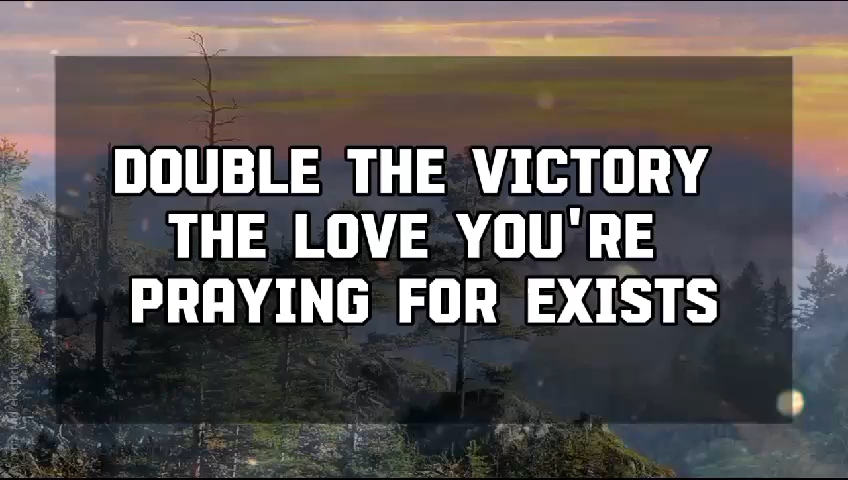 DOUBLE THE VICTORY
THE LOVE YOU'RE
PRAYING FOR EXISTS